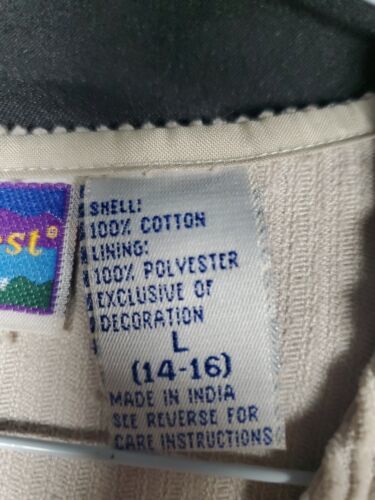 est®
SHELL:
100% COTTON
LINING:
100% POLYESTER
EXCLUSIVE OF
DECORATION
L
(14-16)
MADE IN INDIA
SEE REVERSE FOR
CARE INSTRUCTIONS